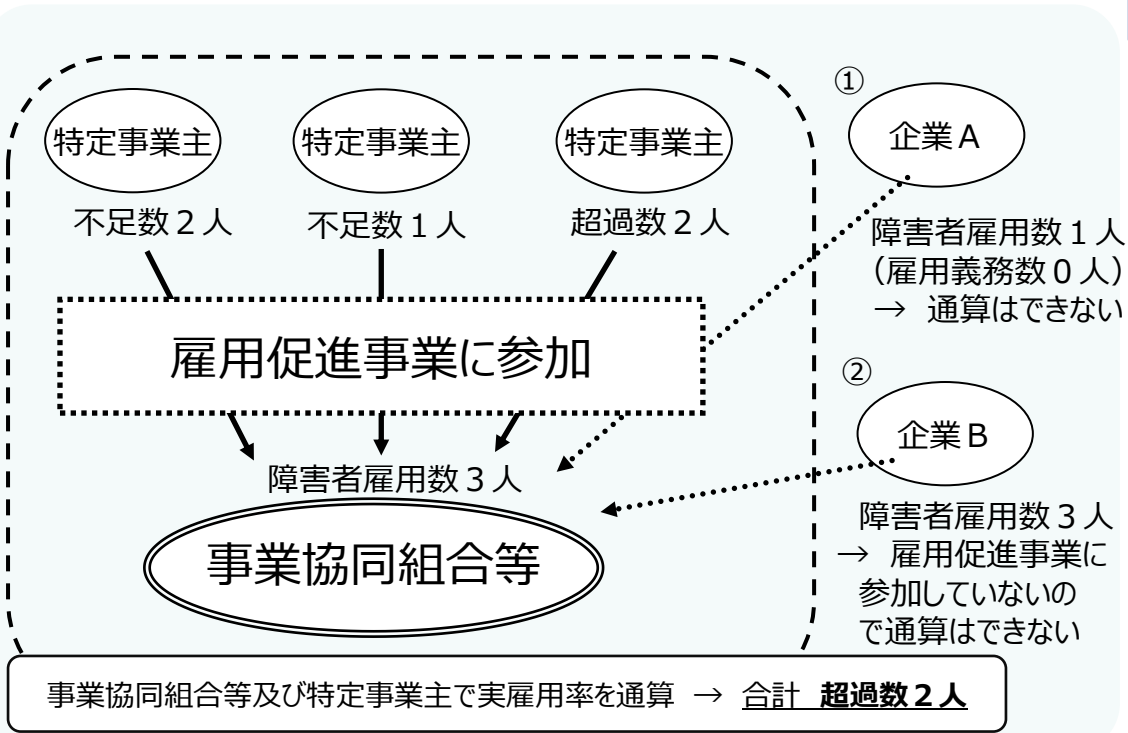 特定事業主
特定事業主
特定事業主
不足数２人
不足数１人
超過数２人
雇用促進事業に参加
障害者雇用数３人
事業協同組合等
①
企業Ａ
障害者雇用数１人
（雇用義務数０人）
→ 通算はできない
②
企業Ｂ
障害者雇用数３人
→ 雇用促進事業に
参加していないの
で通算はできない
事業協同組合等及び特定事業主で実雇用率を通算 → 合計 超過数２人